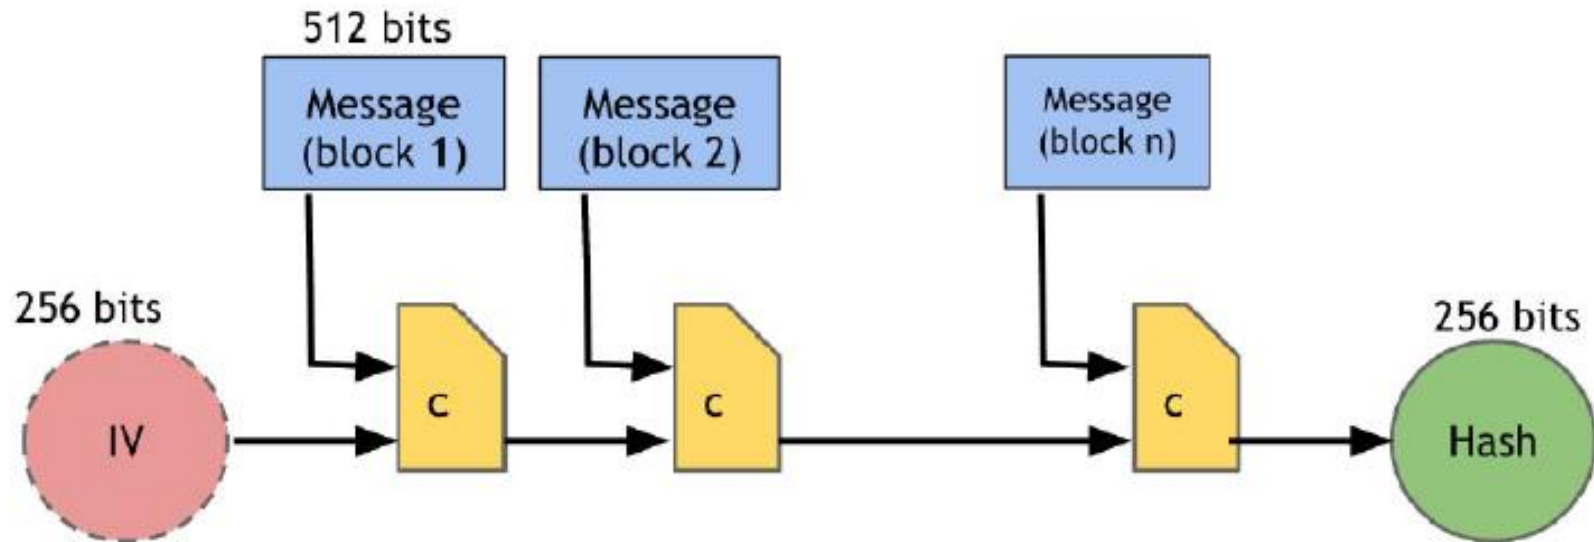 512 bits
Message
(block 1)
Message
(block 2)
Message
(block n)
256 bits
256 bits
IV
c
c
c
Hash